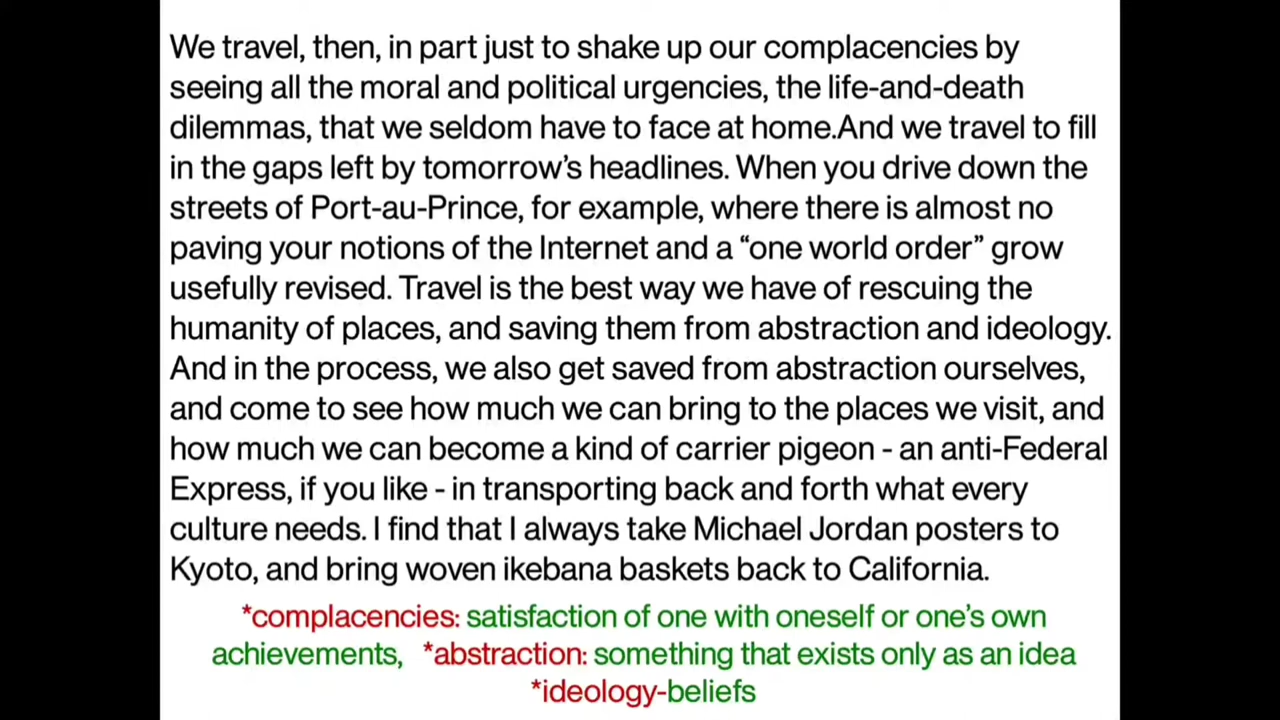 We travel, then, in part just to shake up our complacencies by
seeing all the moral and political urgencies, the life-and-death
dilemmas, that we seldom have to face at home.And we travel to fill
in the gaps left by tomorrow’s headlines. When you drive down the
streets of Port-au-Prince, for example, where there is almost no
paving your notions of the Internet and a “one world order” grow
usefully revised. Travel is the best way we have of rescuing the
humanity of places, and saving them from abstraction and ideology.
And in the process, we also get saved from abstraction ourselves,
and come to see how much we can bring to the places we visit, and
how much we can become a kind of carrier pigeon - an anti-Federal
Express, if you like - in transporting back and forth what every
culture needs. I find that I always take Michael Jordan posters to
Kyoto, and bring woven ikebana baskets back to California.
*complacencies: satisfaction of one with oneself or one’s own
achievements, *abstraction: something that exists only as an idea
*ideology-beliefs